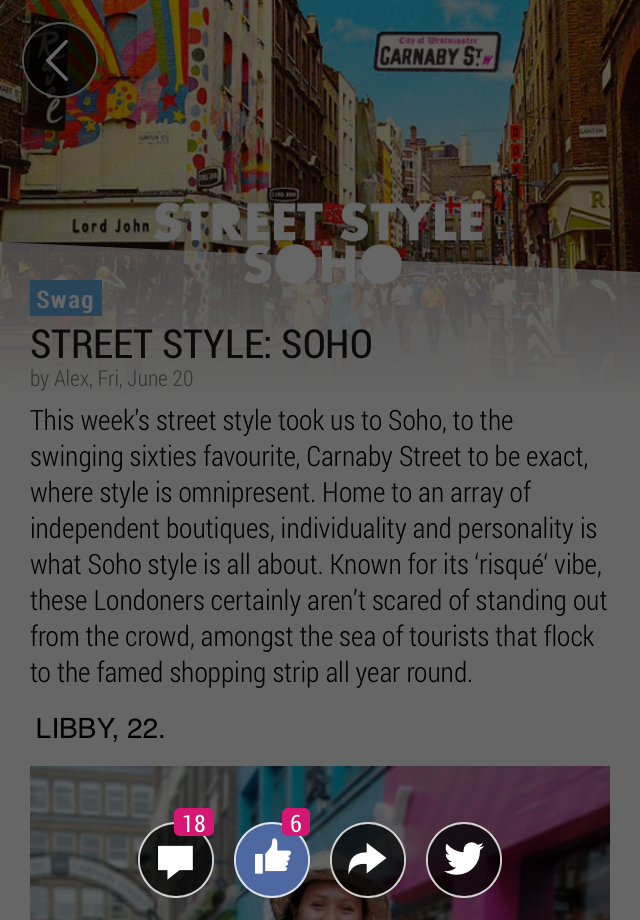 City of Westminster
CARNABY ST. W
GANTON
R
Lord John
STREET STYLE
SOHO
Swag
STREET STYLE: SOHO
by Alex, Fri, June 20
This week’s street style took us to Soho, to the
swinging sixties favourite, Carnaby Street to be exact,
where style is omnipresent. Home to an array of
independent boutiques, individuality and personality is
what Soho style is all about. Known for its ‘risqué‘ vibe,
these Londoners certainly aren’t scared of standing out
from the crowd, amongst the sea of tourists that flock
to the famed shopping strip all year round.
LIBBY, 22.
18
6